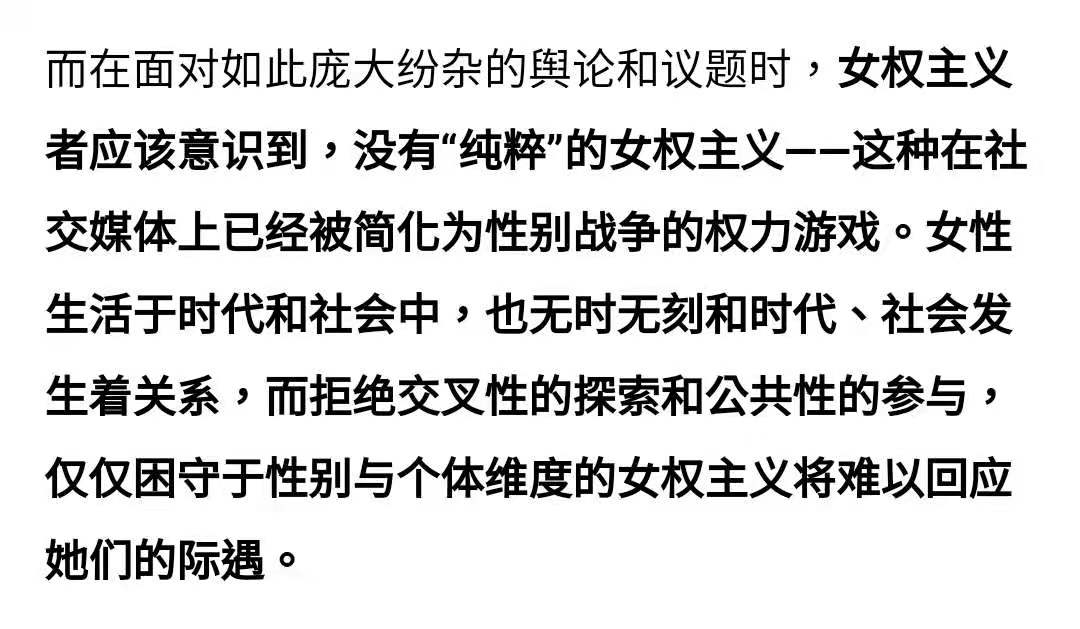 而在面对如此庞大纷杂的舆论和议题时，女权主义
者应该意识到，没有“纯粹”的女权主义——这种在社
交媒体上已经被简化为性别战争的权力游戏。女性
生活于时代和社会中，也无时无刻和时代、社会发
生着关系，而拒绝交叉性的探索和公共性的参与，
仅仅困守于性别与个体维度的女权主义将难以回应
她们的际遇。